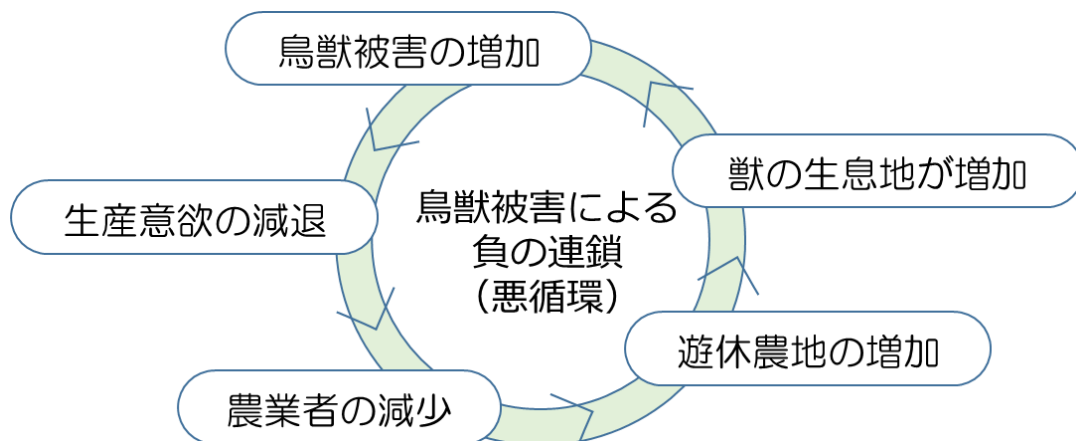 鳥獣被害の増加
生産意欲の減退
農業者の減少
遊休農地の増加
獣の生息地が増加
鳥獣被害による
負の連鎖
（悪循環）